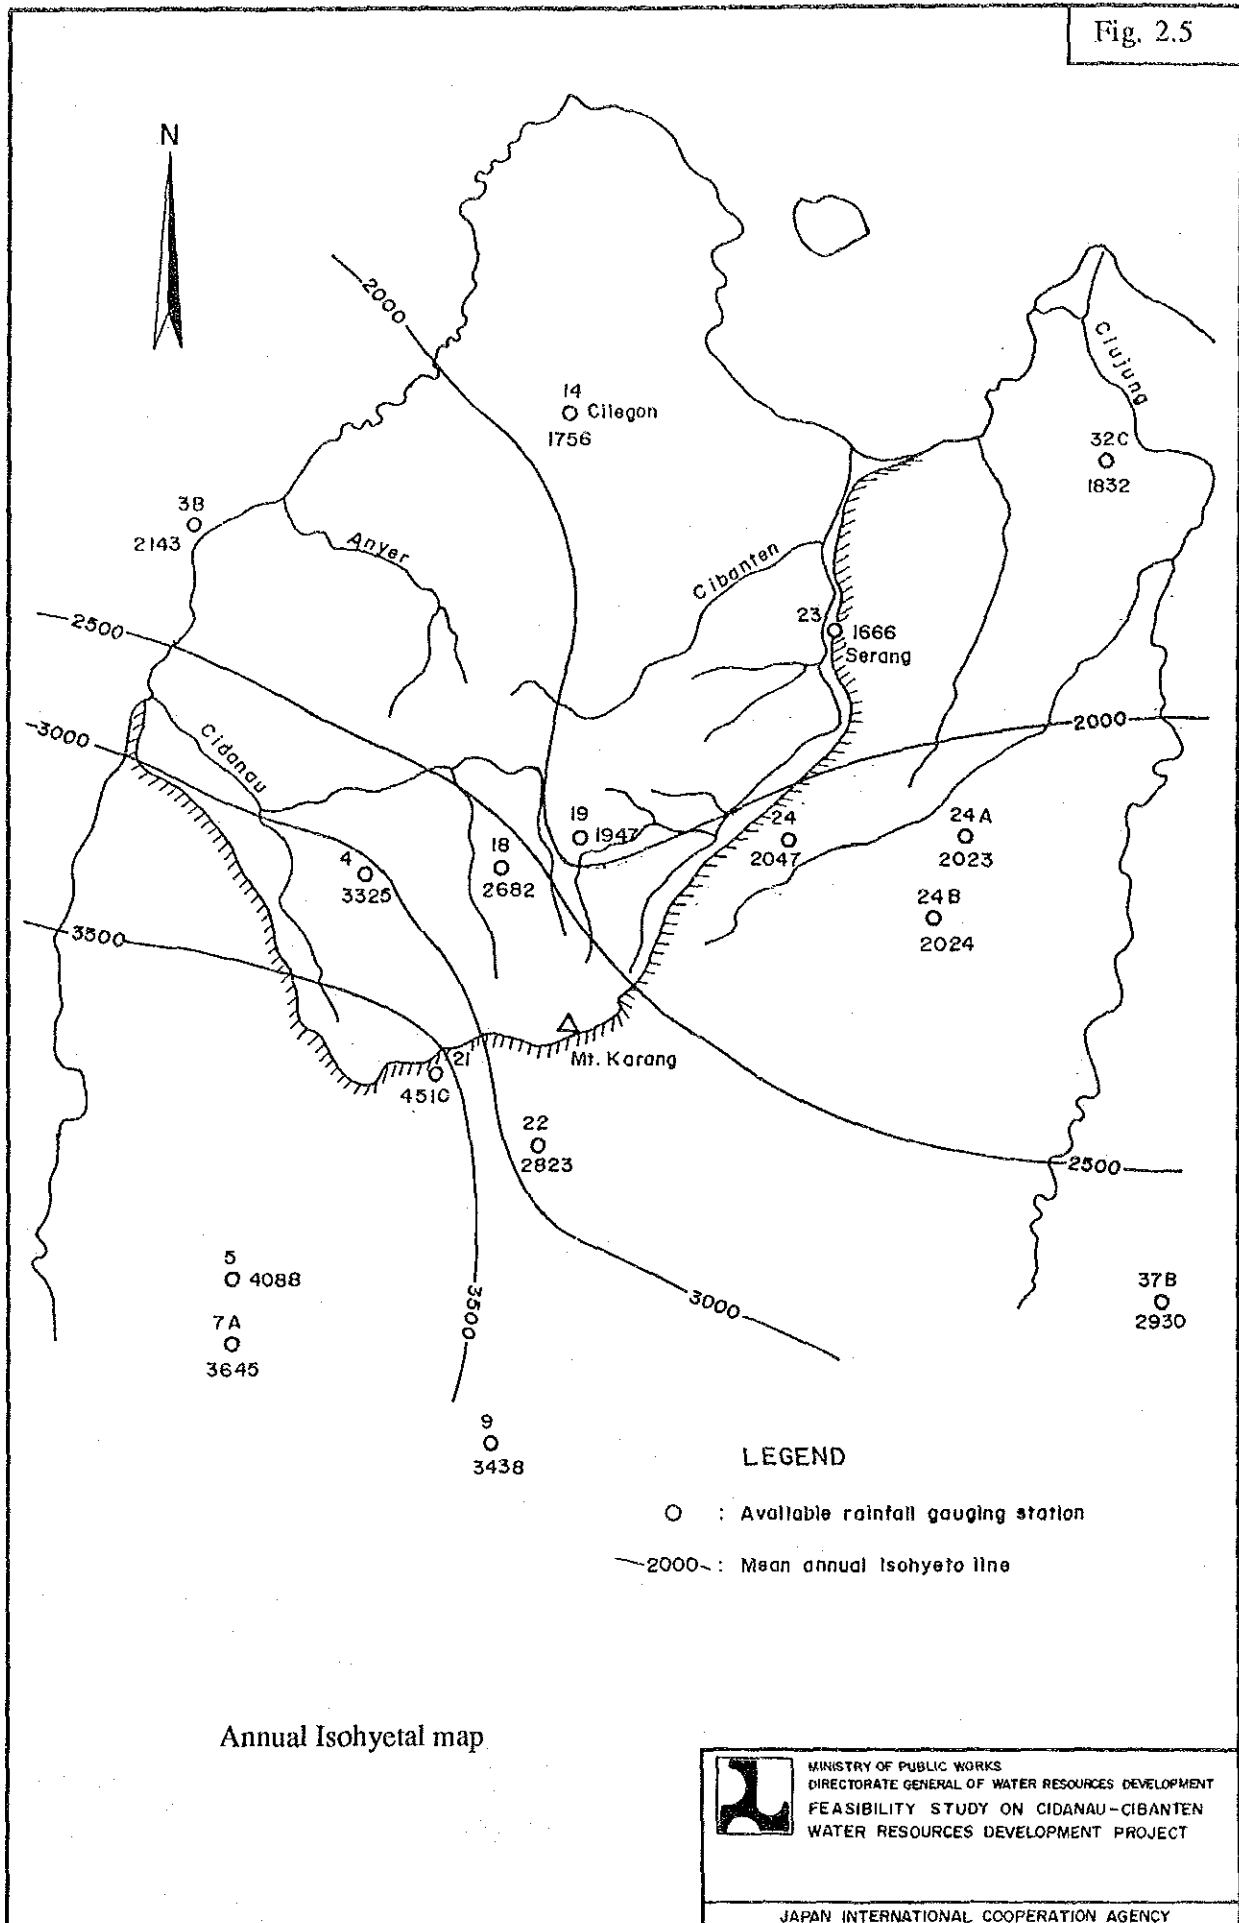 Fig. 2.5
N
2000
14
Cilegon
1756
Ciujung
32C
1832
3B
2143
Anyer
Cibanten
23
1666
Serang
2500
3000
Cidanau
2000
19
1947
24
2047
24A
2023
18
2682
4
3325
24B
2024
3500
21
4510
Mt. Karang
22
2823
2500
5
4088
3500
3000
37B
2930
7A
3645
9
3438
LEGEND
O : Available rainfall gauging station
2000 : Mean annual Isohyeto line
Annual Isohyetal map
MINISTRY OF PUBLIC WORKS
DIRECTORATE GENERAL OF WATER RESOURCES DEVELOPMENT
FEASIBILITY STUDY ON CIDANAU-CIBANTEN
WATER RESOURCES DEVELOPMENT PROJECT
JAPAN INTERNATIONAL COOPERATION AGENCY